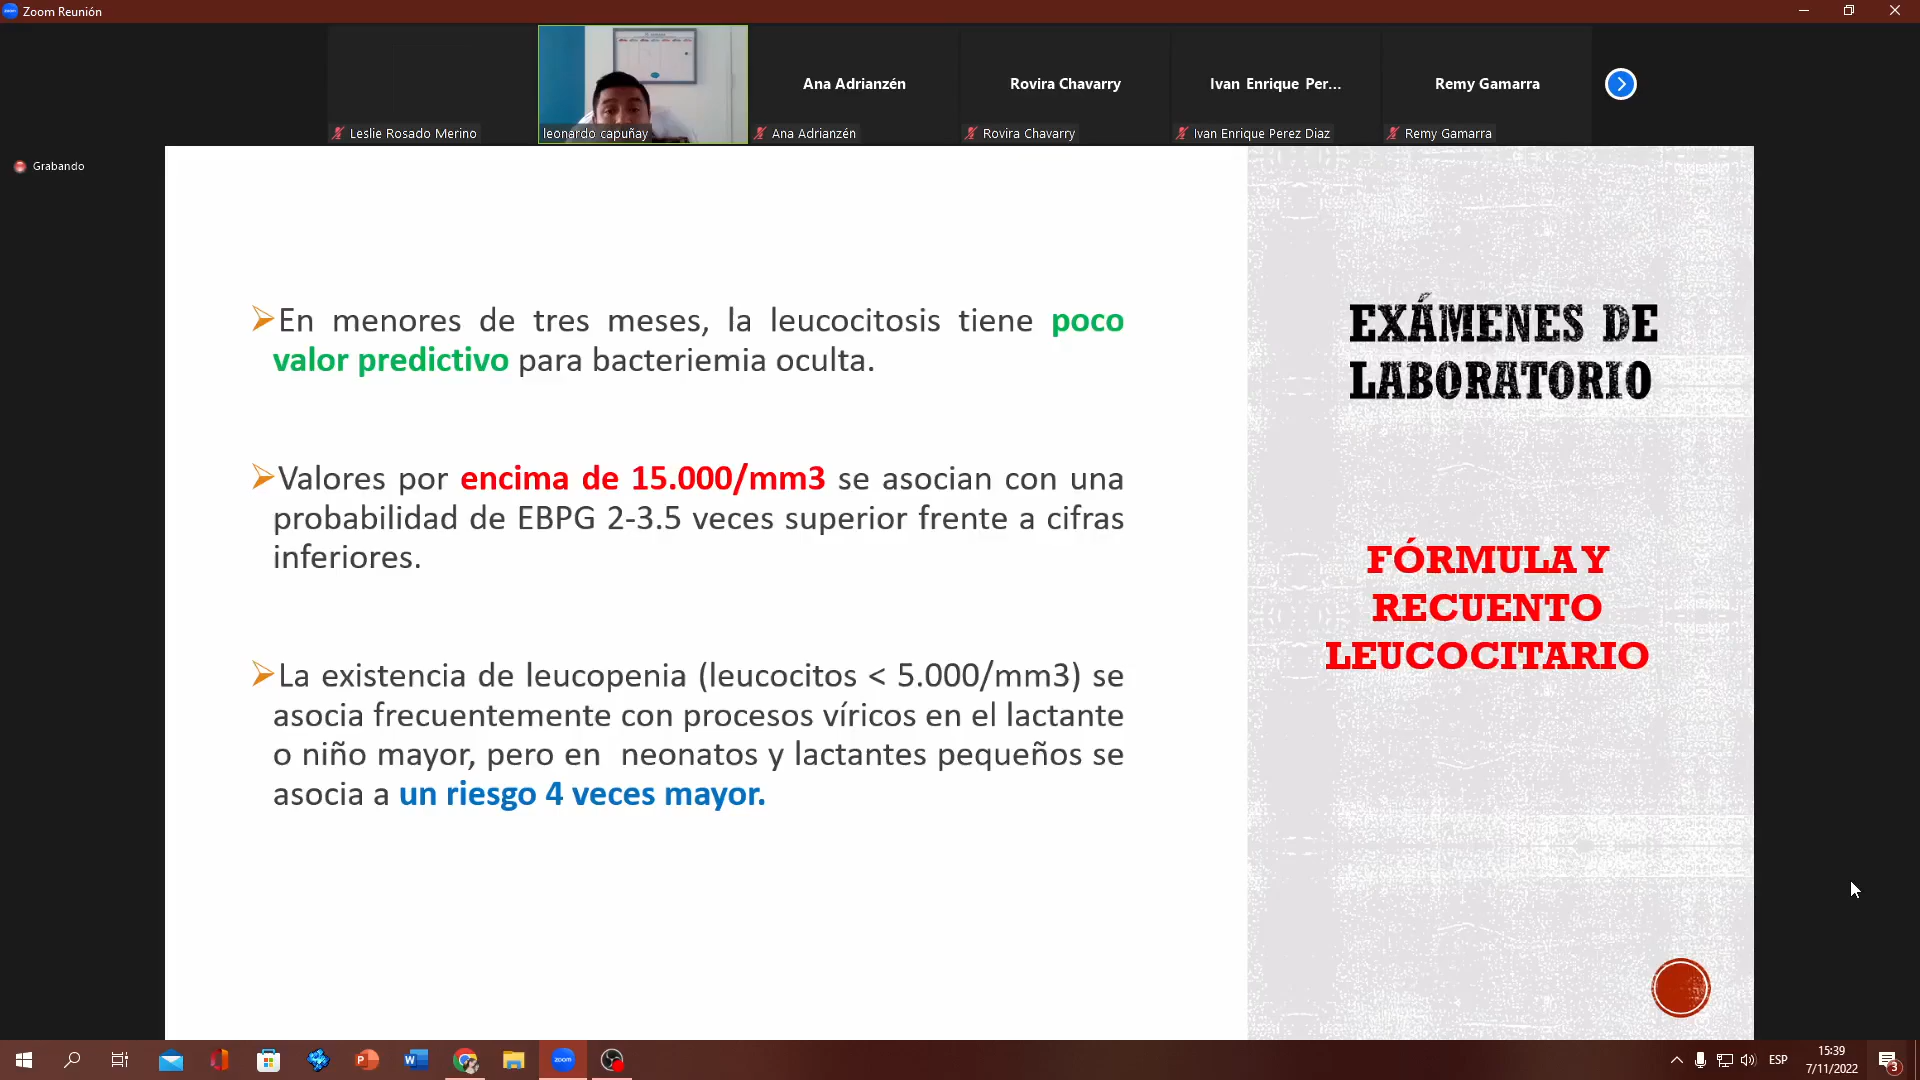 Zoom Reunión
Ana Adrianzén
Rovira Chavarry
Ivan Enrique Per...
Remy Gamarra
Leslie Rosado Merino
leonardo capuñay
Ana Adrianzén
Rovira Chavarry
Ivan Enrique Perez Diaz
Remy Gamarra
Grabando
En menores de tres meses, la leucocitosis tiene poco
valor predictivo para bacteriemia oculta.
Valores por encima de 15.000/mm3 se asocian con una
probabilidad de EBPG 2-3.5 veces superior frente a cifras
inferiores.
La existencia de leucopenia (leucocitos < 5.000/mm3) se
asocia frecuentemente con procesos víricos en el lactante
o niño mayor, pero en neonatos y lactantes pequeños se
asocia a un riesgo 4 veces mayor.
EXÁMENES DE
LABORATORIO
FÓRMULA Y
RECUENTO
LEUCOCITARIO
zoom
ESP
15:39
7/11/2022
3